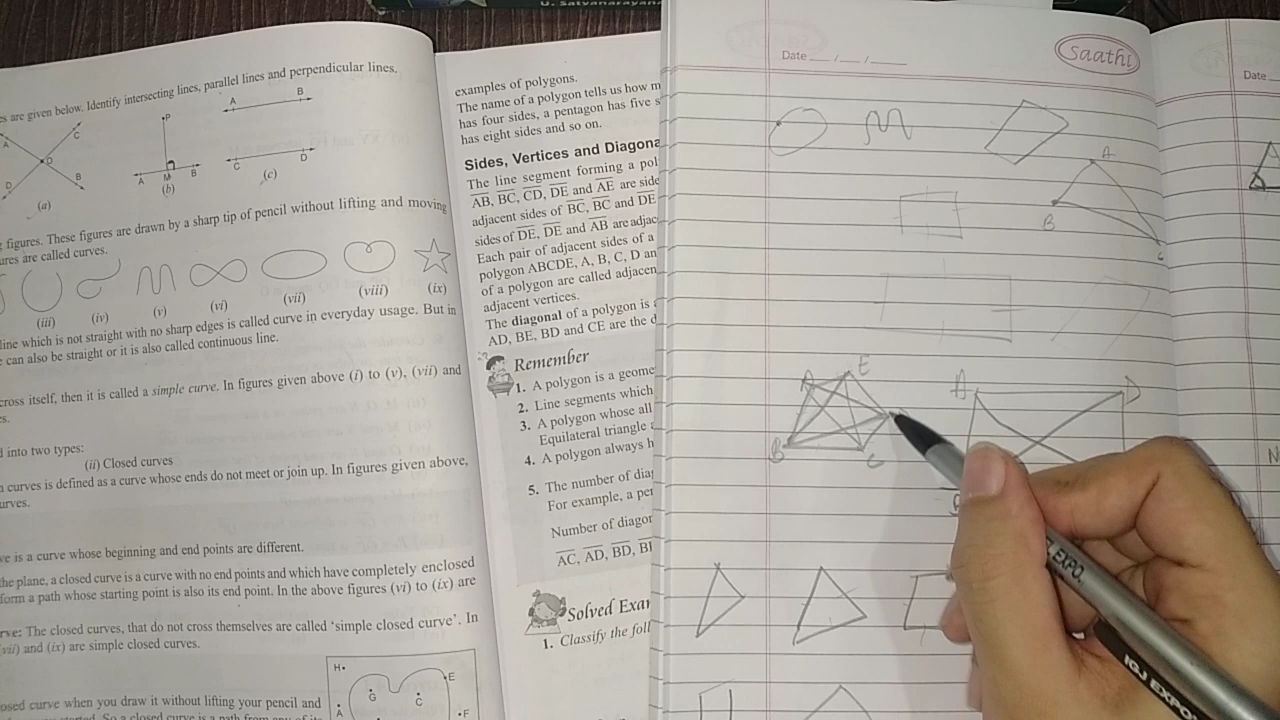 U. Satyanarayana
es are given below. Identify intersecting lines, parallel lines and perpendicular lines,
A
C
O
D
B
(a)
P
A M B
(b)
A B
C D
(c)
figures. These figures are drawn by a sharp tip of pencil without lifting and moving
ures are called curves.
(iii) (iv) (v) (vi) (vii) (viii) (ix)
line which is not straight with no sharp edges is called curve in everyday usage. But in
can also be straight or it is also called continuous line.
cross itself, then it is called a simple curve. In figures given above (i) to (v), (vii) and
s.
l into two types:
(ii) Closed curves
n curves is defined as a curve whose ends do not meet or join up. In figures given above,
urves.
ve is a curve whose beginning and end points are different.
the plane, a closed curve is a curve with no end points and which have completely enclosed
form a path whose starting point is also its end point. In the above figures (vi) to (ix) are
rve: The closed curves, that do not cross themselves are called 'simple closed curve'. In
(vii) and (ix) are simple closed curves.
H
G
C
E
A
F
osed curve when you draw it without lifting your pencil and
examples of polygons.
The name of a polygon tells us how m
has four sides, a pentagon has five s
has eight sides and so on.
Sides, Vertices and Diagona
The line segment forming a pol
AB, BC, CD, DE and AE are side
adjacent sides of BC, BC and DE
sides of DE, DE and AB are adjac
Each pair of adjacent sides of a
polygon ABCDE, A, B, C, D an
of a polygon are called adjacen
adjacent vertices.
The diagonal of a polygon is
AD, BE, BD and CE are the d
Remember
1. A polygon is a geome
2. Line segments which
3. A polygon whose all
Equilateral triangle
4. A polygon always h
5. The number of dia
For example, a per
Number of diagor
AC, AD, BD, BI
Solved Exar
1. Classify the foll
Date __/__/____
Saathi
A
B
C
A
E
B
C
A
D
Date
N
IGJ EXPO